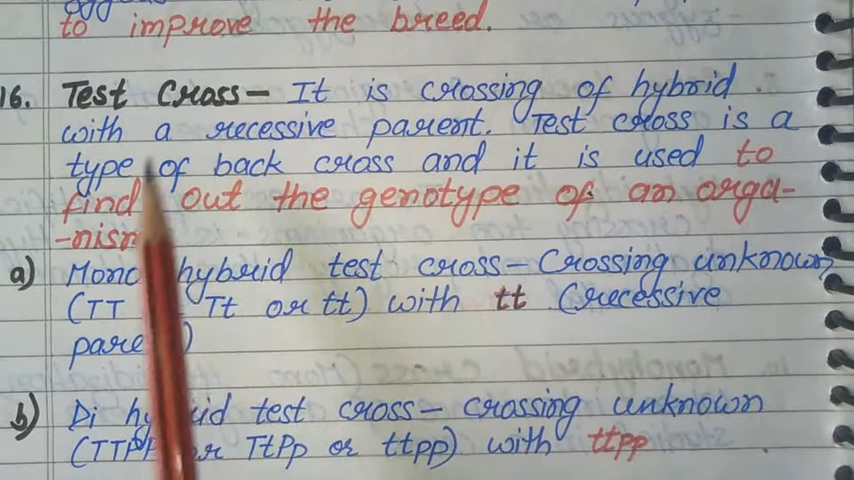 to improve the breed.
16. Test Cross- It is crossing of hybrid
with a recessive parent. Test cross is a
type of back cross and it is used to
find out the genotype of an orga-
-nism
a) Mono hybrid test cross- Crossing unknown
(TT Tt or tt) with tt (recessive
pare )
b) Di hybrid test cross- crossing unknown
(TTPP or TtPp or ttpp) with ttpp